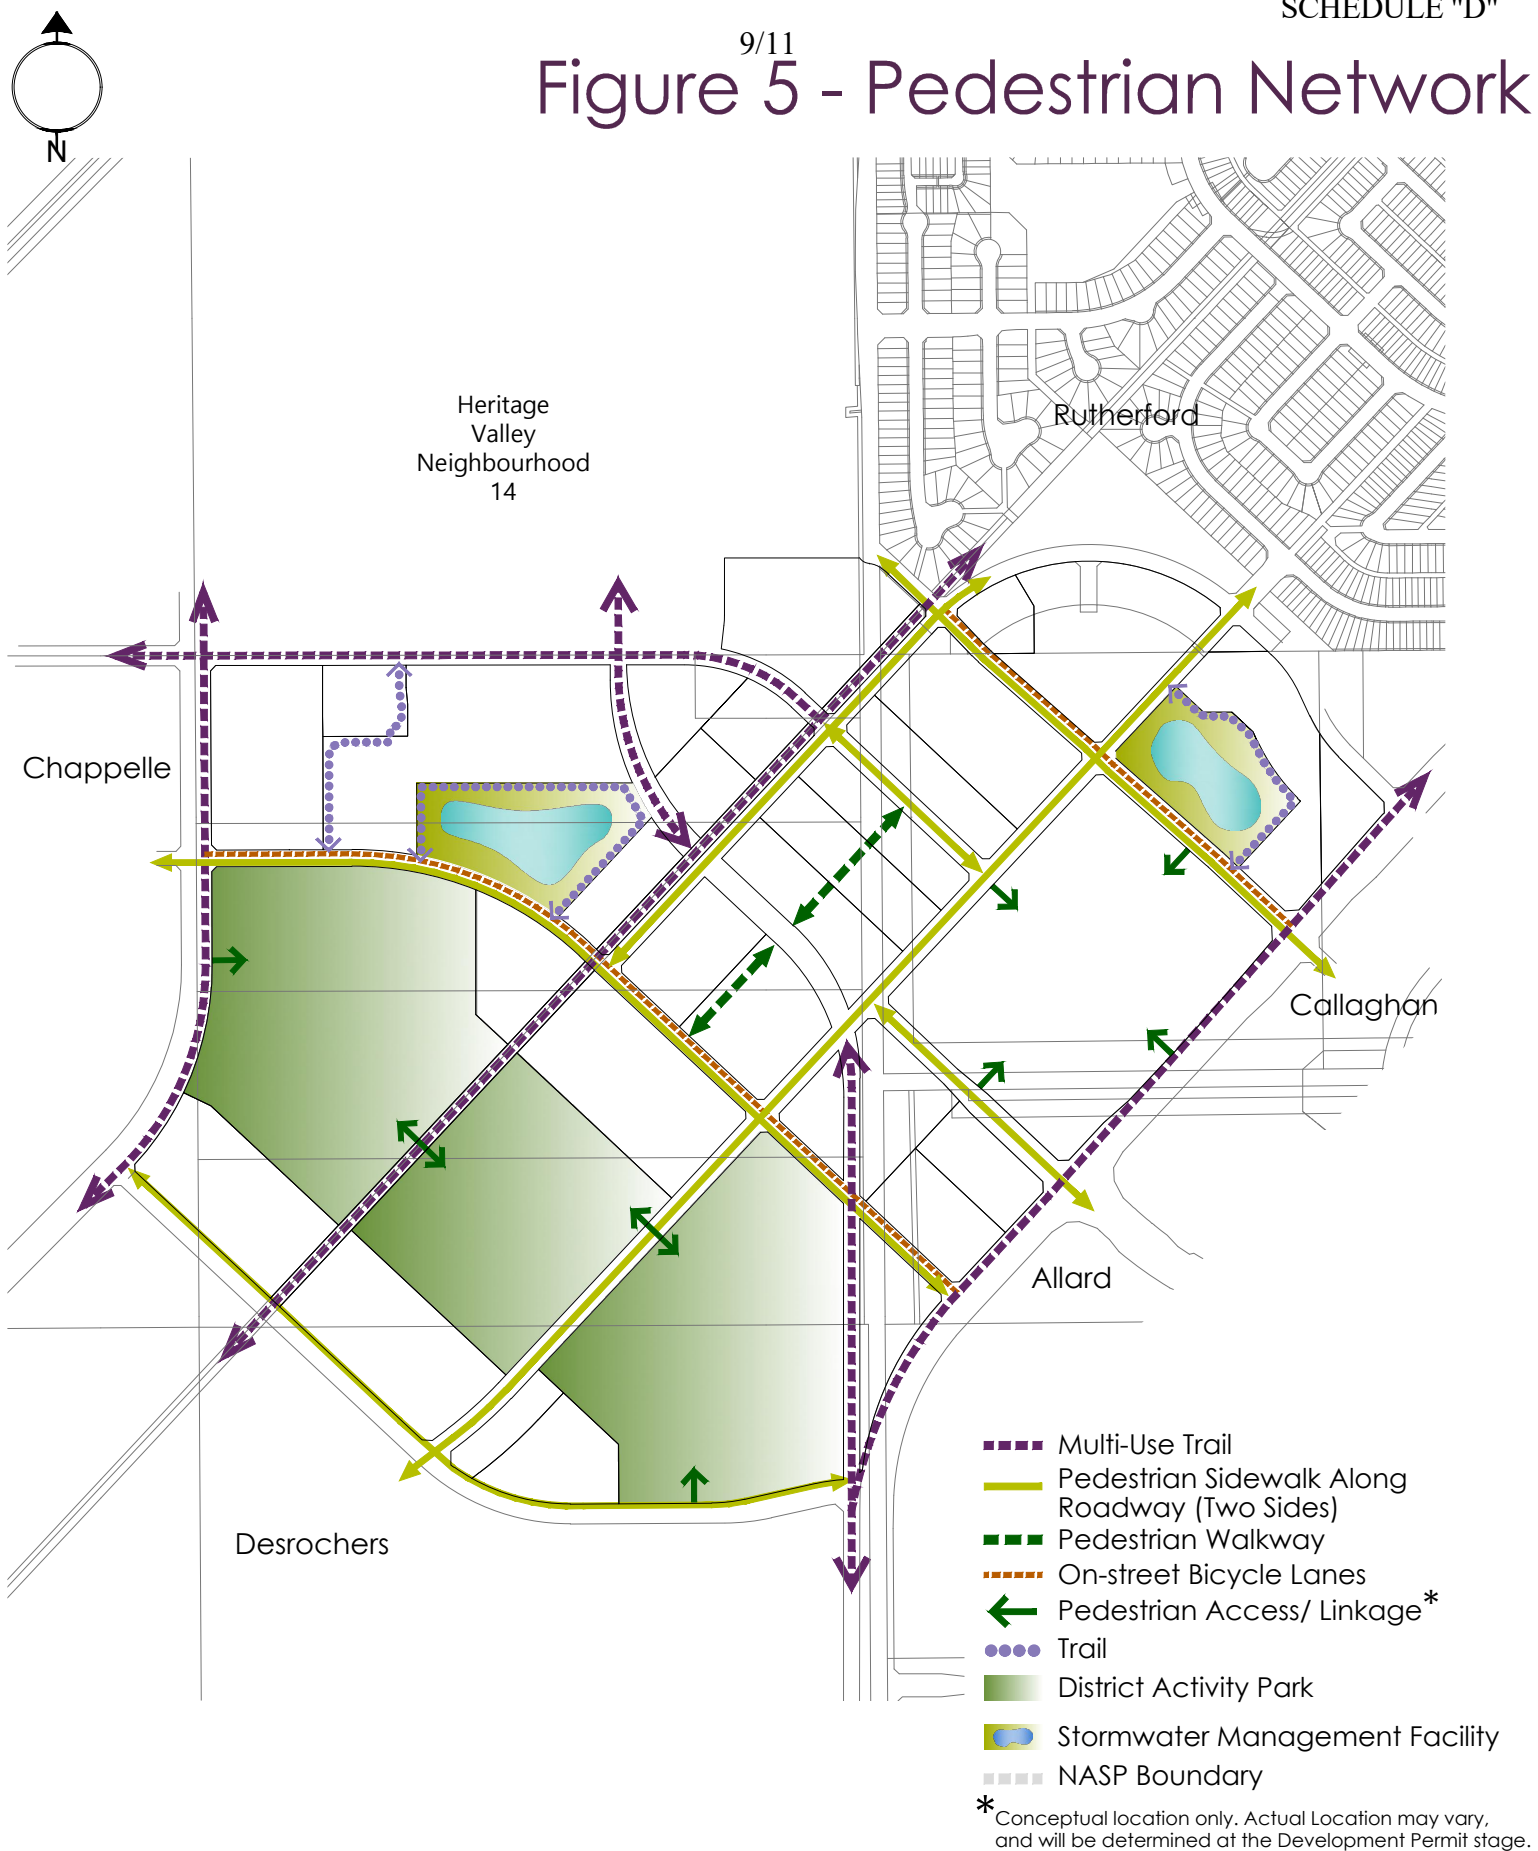 SCHEDULE "D"
9/11
Figure 5 - Pedestrian Network
N
Heritage
Valley
Neighbourhood
14
Rutherford
Chappelle
Callaghan
Allard
Desrochers
Multi-Use Trail
Pedestrian Sidewalk Along
Roadway (Two Sides)
Pedestrian Walkway
On-street Bicycle Lanes
Pedestrian Access/ Linkage*
Trail
District Activity Park
Stormwater Management Facility
NASP Boundary
*Conceptual location only. Actual Location may vary,
and will be determined at the Development Permit stage.